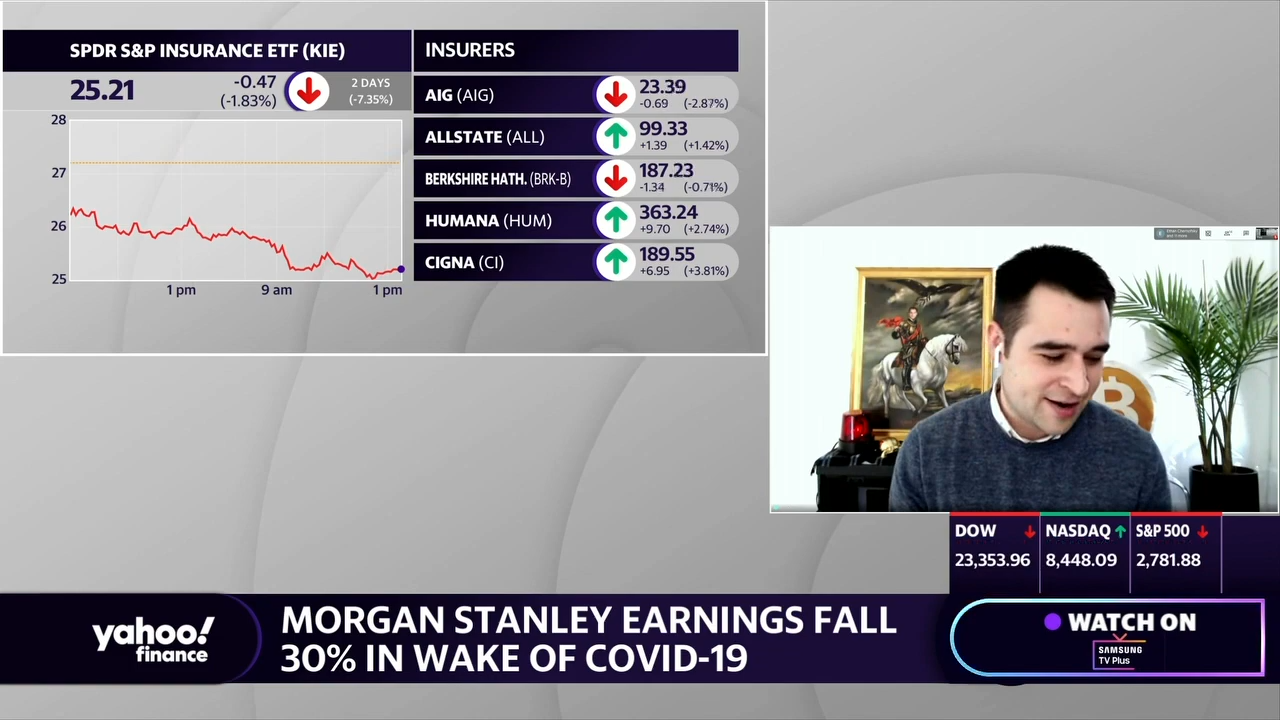 SPDR S&P INSURANCE ETF (KIE)
25.21
-0.47
(-1.83%)
2 DAYS
(-7.35%)
28
27
26
25
1 pm
9 am
1 pm
INSURERS
AIG (AIG)
23.39
-0.69 (-2.87%)
ALLSTATE (ALL)
99.33
+1.39 (+1.42%)
BERKSHIRE HATH. (BRK-B)
187.23
-1.34 (-0.71%)
HUMANA (HUM)
363.24
+9.70 (+2.74%)
CIGNA (CI)
189.55
+6.95 (+3.81%)
DOW
23,353.96
NASDAQ
8,448.09
S&P 500
2,781.88
yahoo!
finance
MORGAN STANLEY EARNINGS FALL
30% IN WAKE OF COVID-19
WATCH ON
SAMSUNG
TV Plus